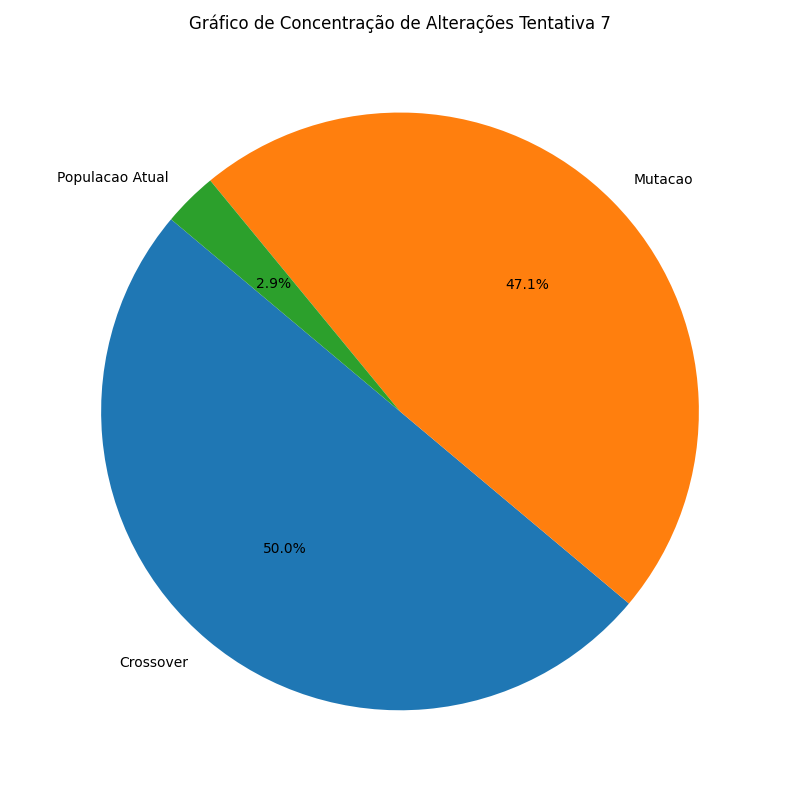 Gráfico de Concentração de Alterações Tentativa 7
Populacao Atual
Mutacao
2.9%
47.1%
50.0%
Crossover